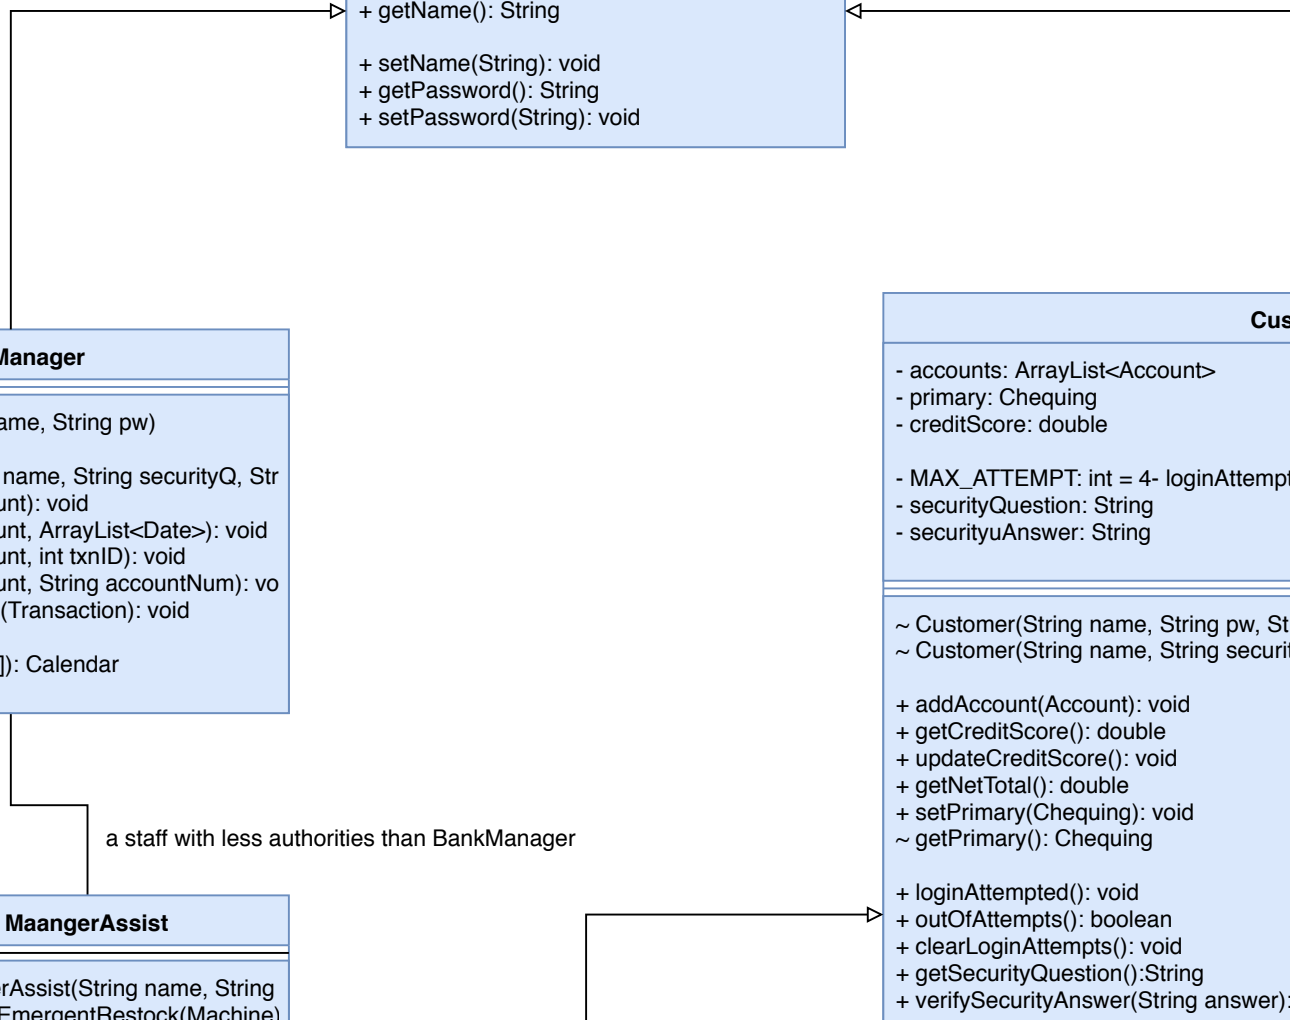 + getName(): String
+ setName(String): void
+ getPassword(): String
+ setPassword(String): void
Manager
ame, String pw)
name, String securityQ, Str
unt): void
unt, ArrayList<Date>): void
unt, int txnID): void
unt, String accountNum): vo
(Transaction): void
]): Calendar
a staff with less authorities than BankManager
MaangerAssist
rAssist(String name, String
EmergentRestock(Machine)
Cus
- accounts: ArrayList<Account>
- primary: Chequing
- creditScore: double
- MAX_ATTEMPT: int = 4- loginAttempt
- securityQuestion: String
- securityuAnswer: String
~ Customer(String name, String pw, St
~ Customer(String name, String securit
+ addAccount(Account): void
+ getCreditScore(): double
+ updateCreditScore(): void
+ getNetTotal(): double
+ setPrimary(Chequing): void
~ getPrimary(): Chequing
+ loginAttempted(): void
+ outOfAttempts(): boolean
+ clearLoginAttempts(): void
+ getSecurityQuestion():String
+ verifySecurityAnswer(String answer):